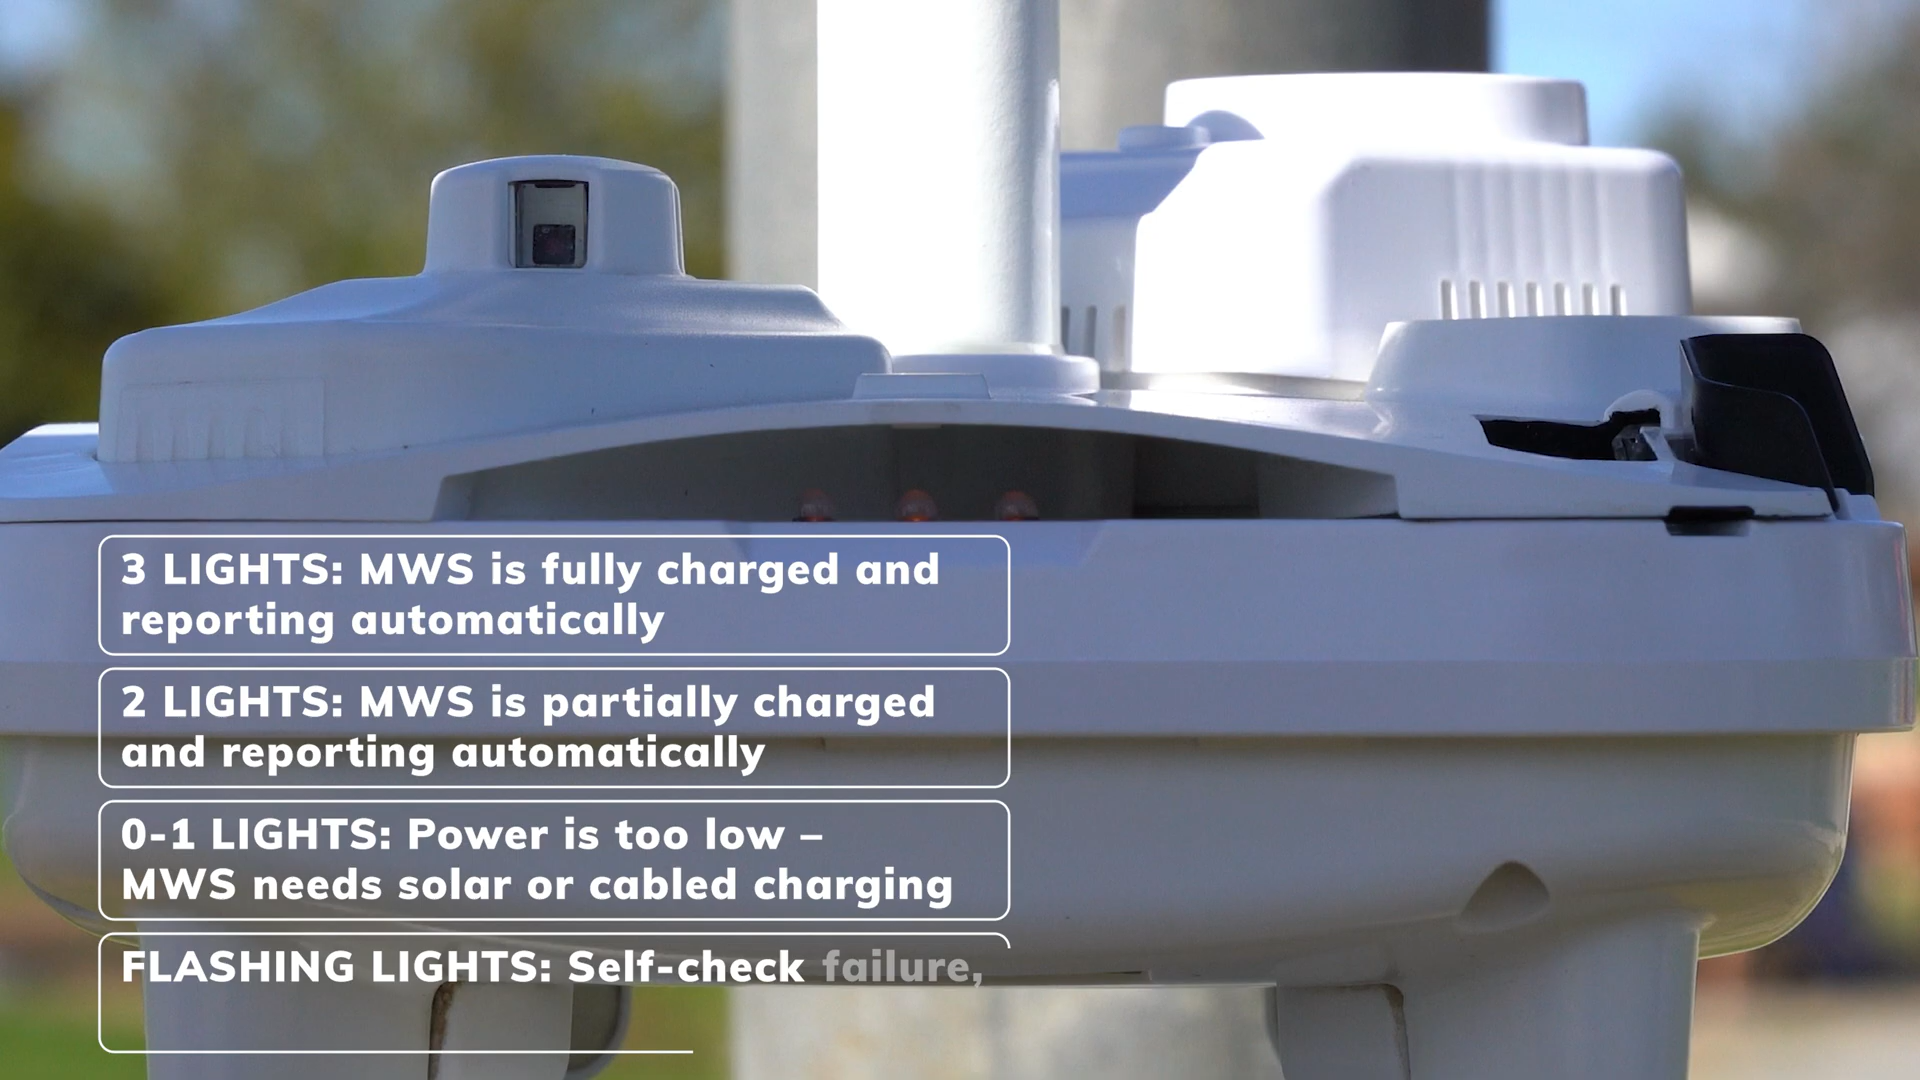 3 LIGHTS: MWS is fully charged and
reporting automatically
2 LIGHTS: MWS is partially charged
and reporting automatically
0-1 LIGHTS: Power is too low –
MWS needs solar or cabled charging
FLASHING LIGHTS: Self-check failure,